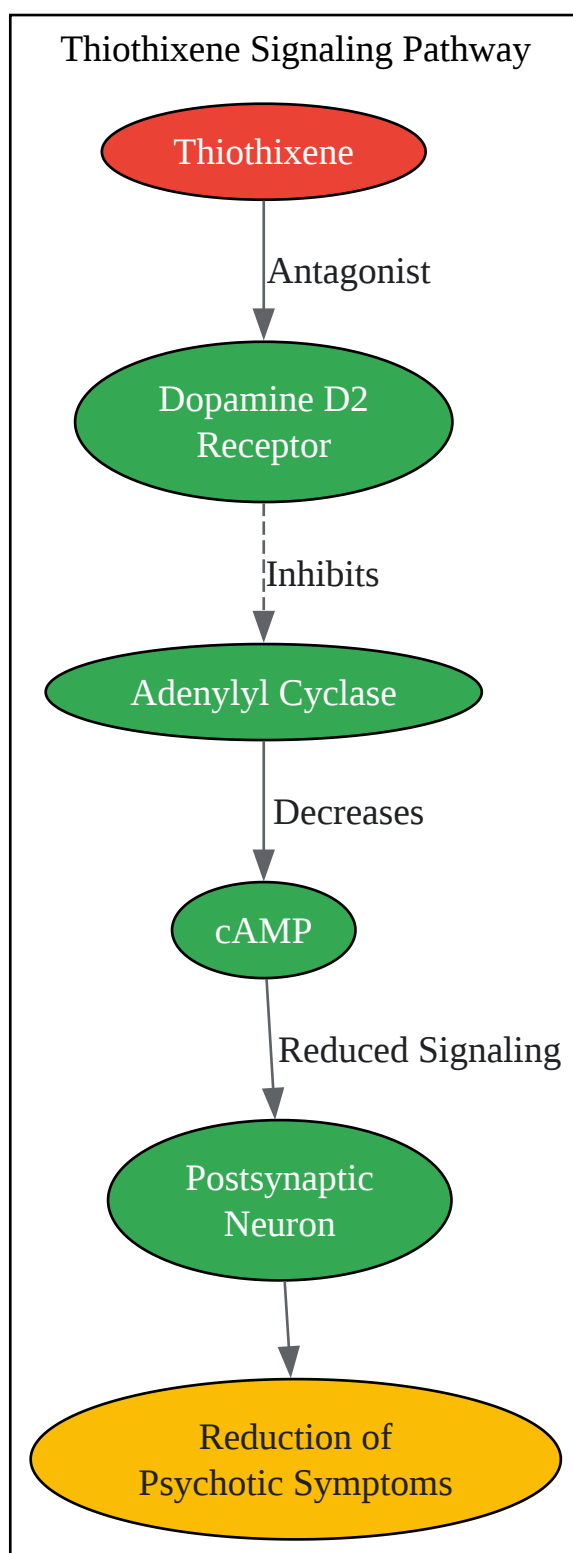 Thiothixene Signaling Pathway
Thiothixene
Antagonist
Dopamine D2
Receptor
Inhibits
Adenylyl Cyclase
Decreases
cAMP
Reduced Signaling
Postsynaptic
Neuron
Reduction of
Psychotic Symptoms